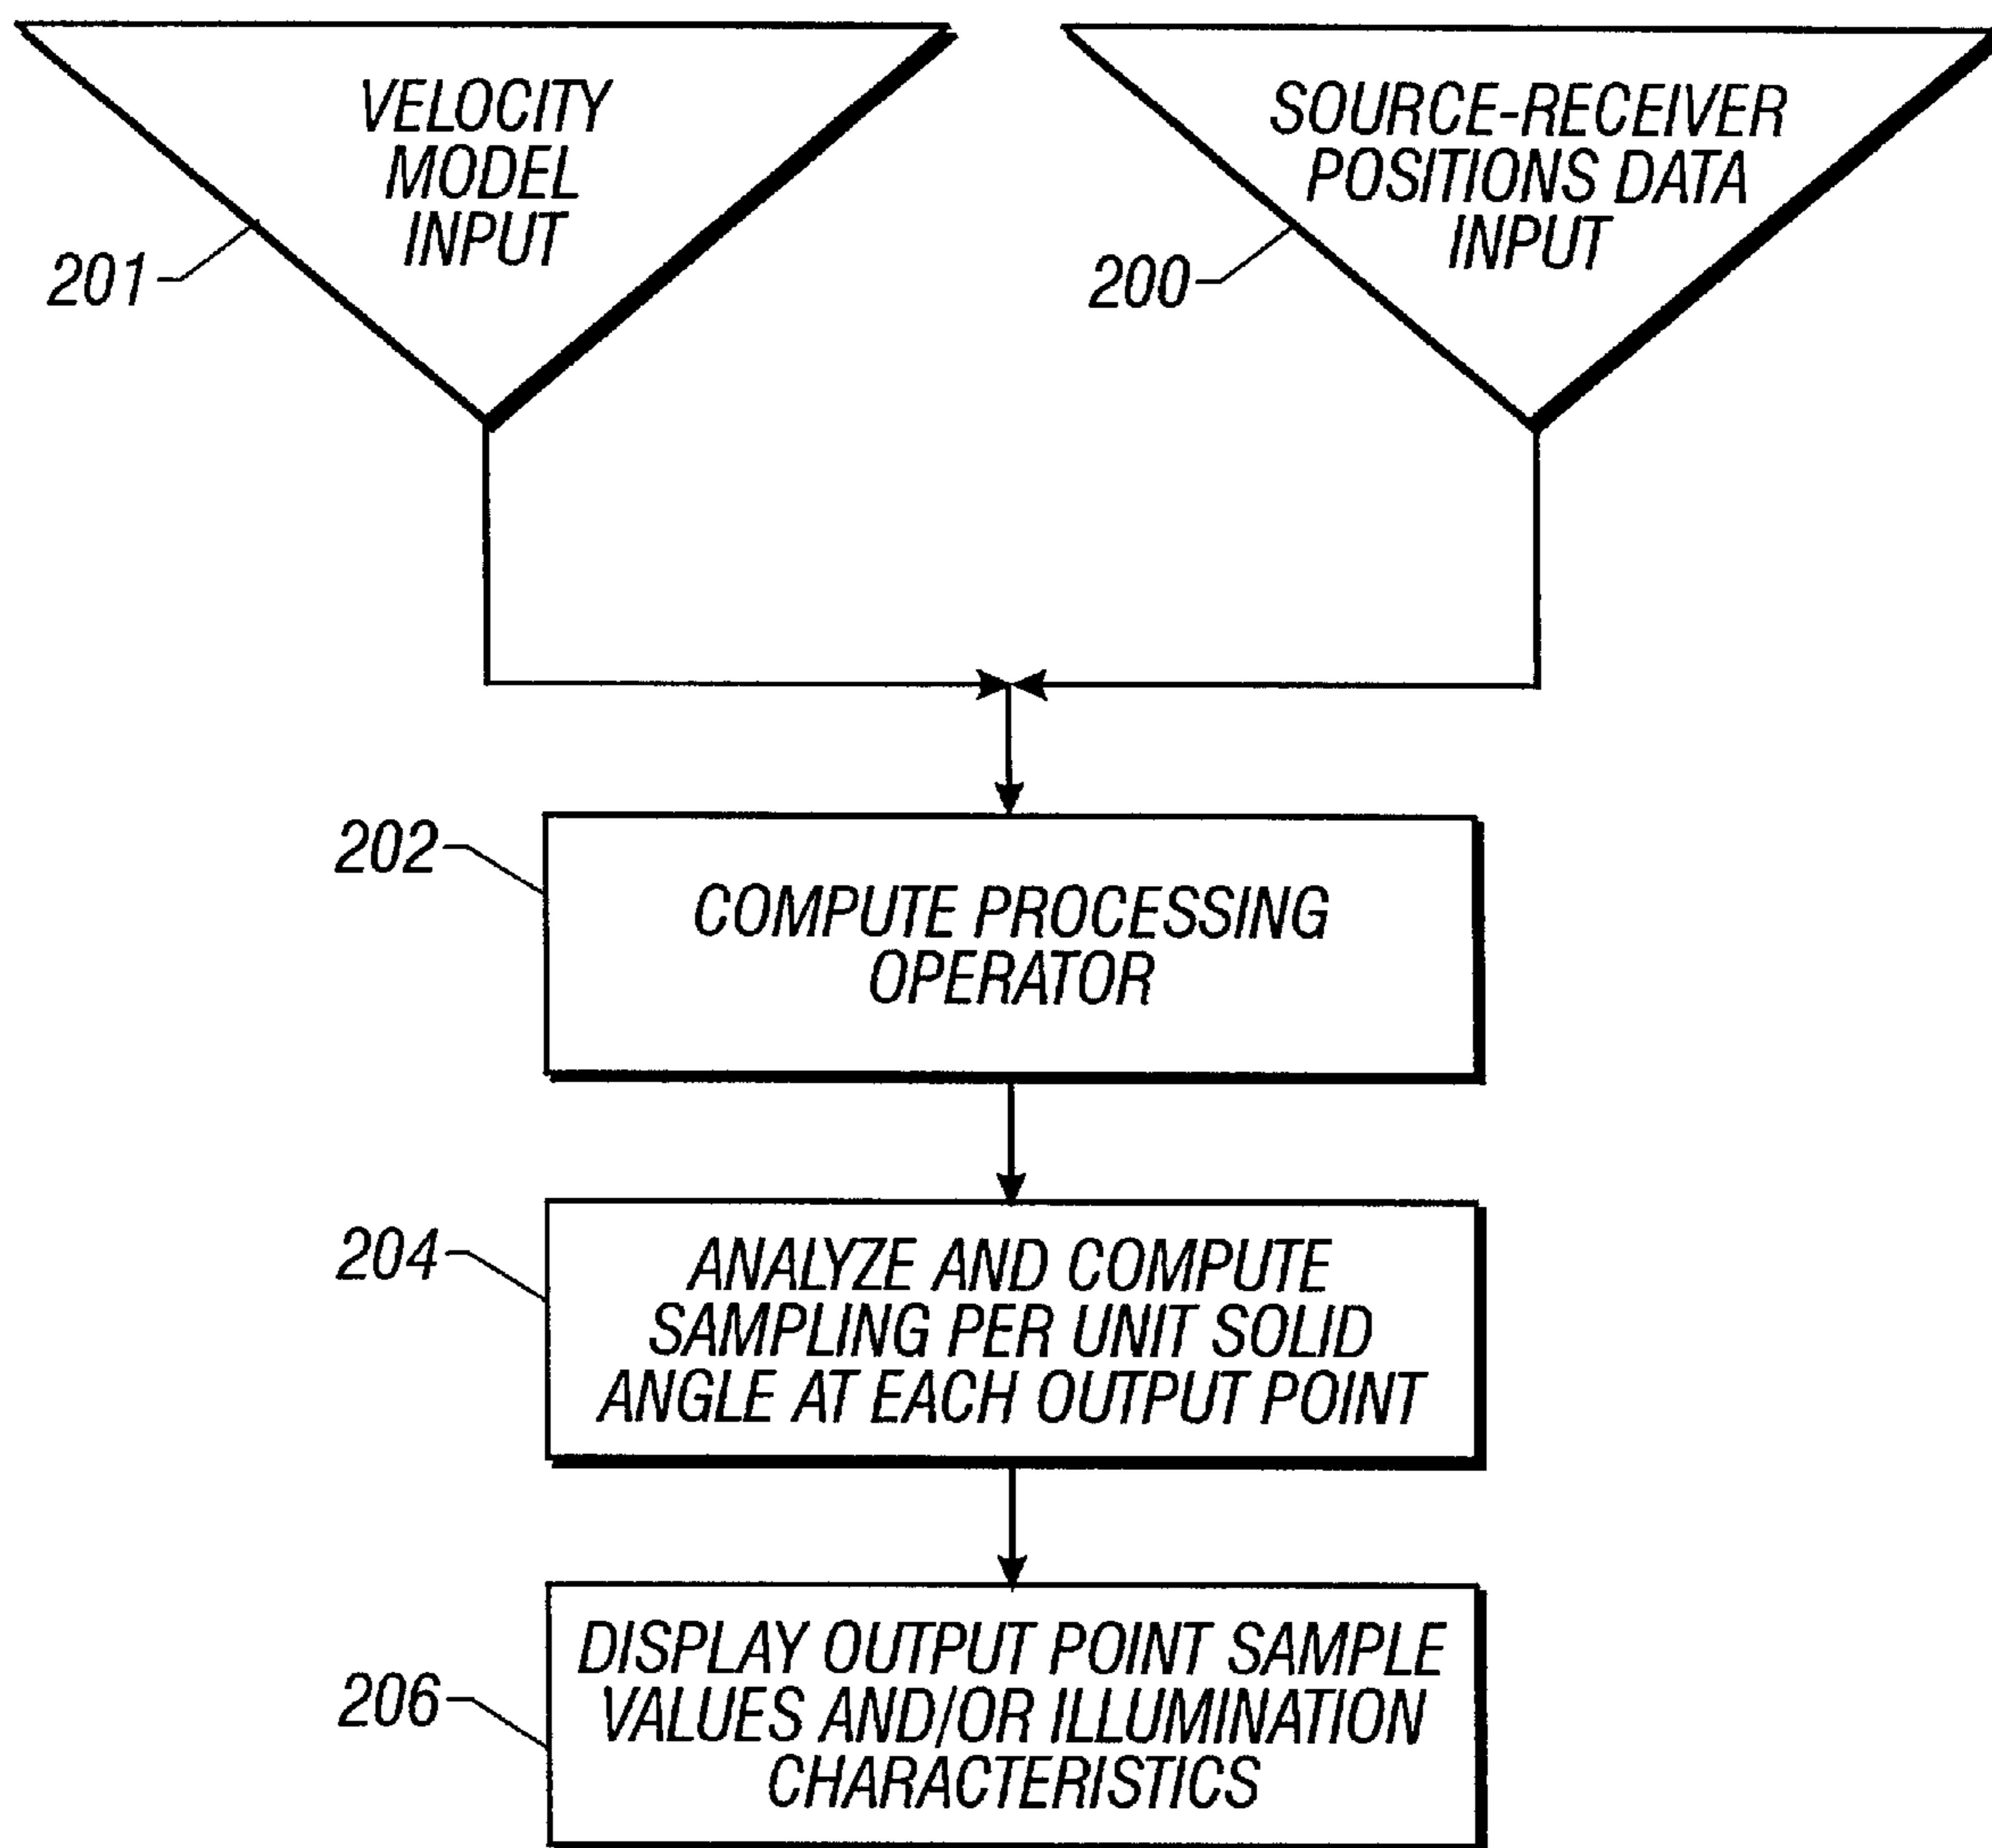 VELOCITY
MODEL
INPUT
201
SOURCE-RECEIVER
POSITIONS DATA
INPUT
200
202
COMPUTE PROCESSING
OPERATOR
204
ANALYZE AND COMPUTE
SAMPLING PER UNIT SOLID
ANGLE AT EACH OUTPUT POINT
206
DISPLAY OUTPUT POINT SAMPLE
VALUES AND/OR ILLUMINATION
CHARACTERISTICS